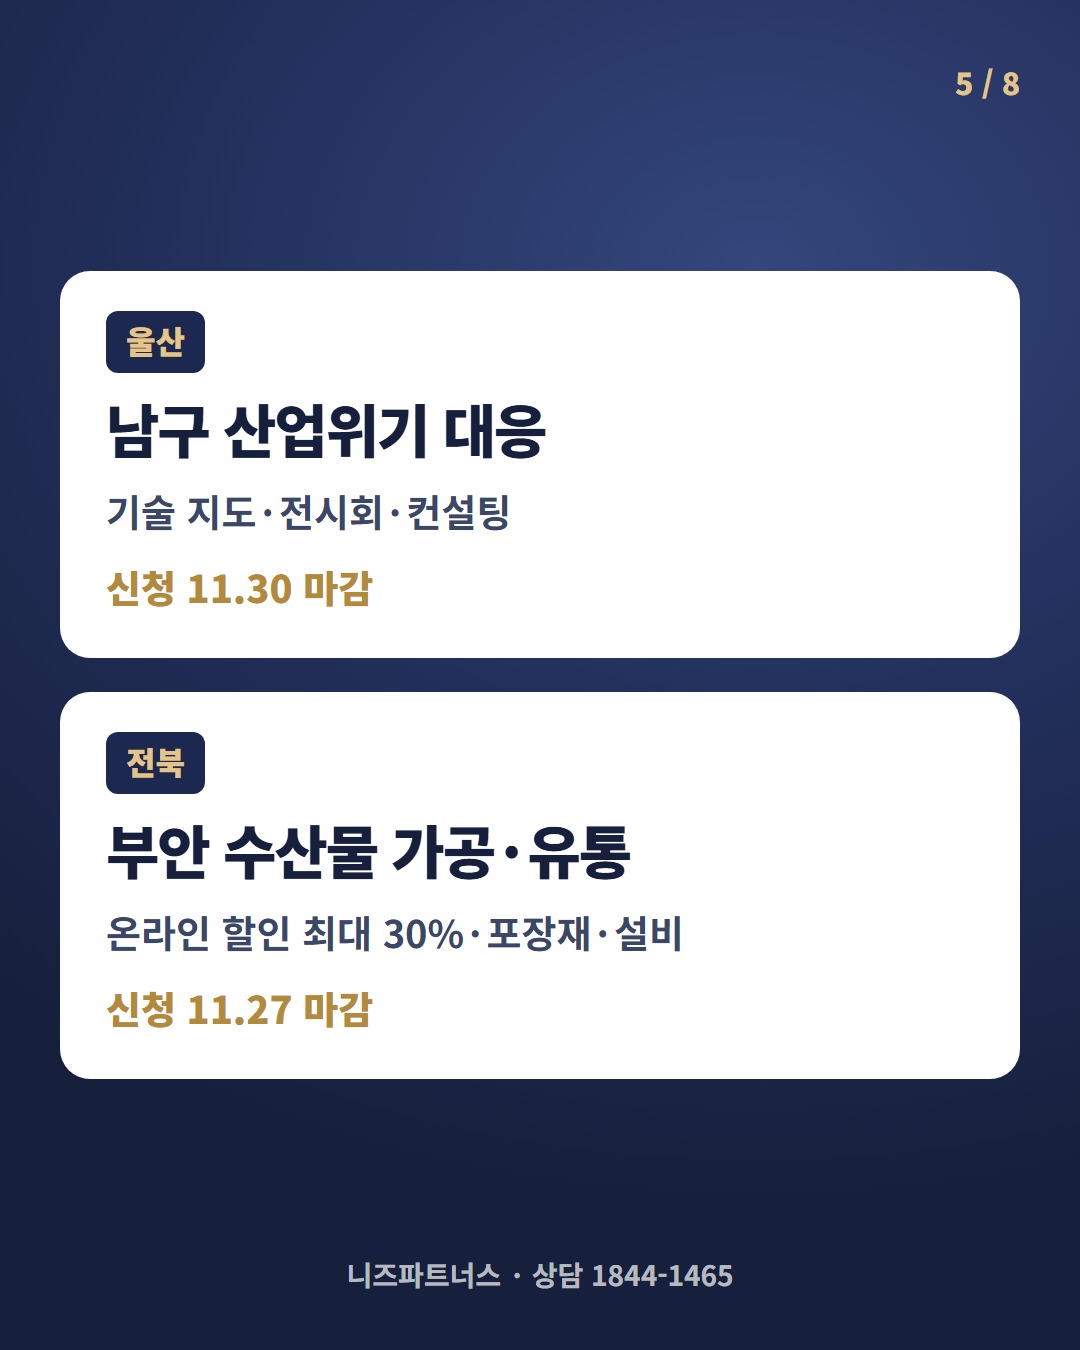 5 / 8
울산
남구 산업위기 대응
기술 지도·전시회·컨설팅
신청 11.30 마감
전북
부안 수산물 가공·유통
온라인 할인 최대 30%·포장재·설비
신청 11.27 마감
니즈파트너스 · 상담 1844-1465